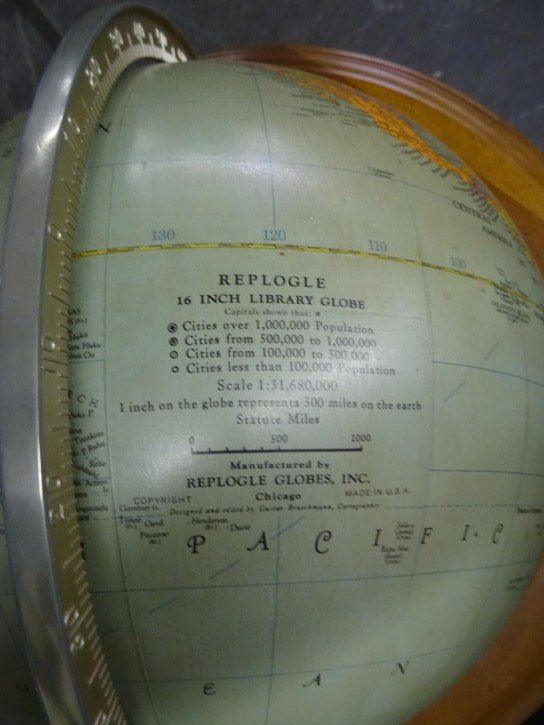 CENTRAL
AMERICA
130 120 110 100
REPLOGLE
16 INCH LIBRARY GLOBE
Capitals shown thus:
Cities over 1,000,000 Population
Cities from 500,000 to 1,000,000
Cities from 100,000 to 500,000
Cities less than 100,000 Population
Scale 1:31,680,000
1 inch on the globe represents 500 miles on the earth
Statute Miles
0 500 1000
Manufactured by
REPLOGLE GLOBES, INC.
Chicago
COPYRIGHT MADE IN U.S.A.
Designed and edited by Gustav Brueckmann, Cartographer
Henderson
Ducie
PACIFIC
EAN